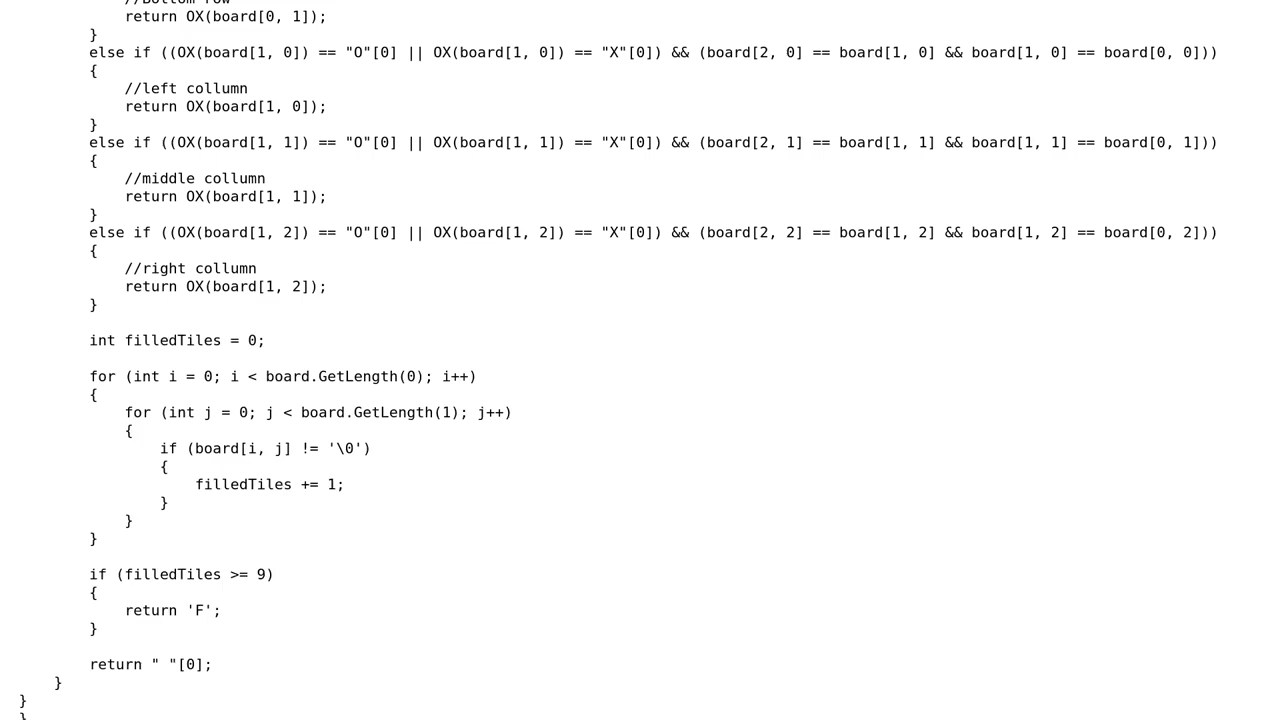 //Bottom row
return OX(board[0, 1]);
}
else if ((OX(board[1, 0]) == "O"[0] || OX(board[1, 0]) == "X"[0]) && (board[2, 0] == board[1, 0] && board[1, 0] == board[0, 0]))
{
//left collumn
return OX(board[1, 0]);
}
else if ((OX(board[1, 1]) == "O"[0] || OX(board[1, 1]) == "X"[0]) && (board[2, 1] == board[1, 1] && board[1, 1] == board[0, 1]))
{
//middle collumn
return OX(board[1, 1]);
}
else if ((OX(board[1, 2]) == "O"[0] || OX(board[1, 2]) == "X"[0]) && (board[2, 2] == board[1, 2] && board[1, 2] == board[0, 2]))
{
//right collumn
return OX(board[1, 2]);
}
int filledTiles = 0;
for (int i = 0; i < board.GetLength(0); i++)
{
for (int j = 0; j < board.GetLength(1); j++)
{
if (board[i, j] != '\0')
{
filledTiles += 1;
}
}
}
if (filledTiles >= 9)
{
return 'F';
}
return " "[0];
}
}
}